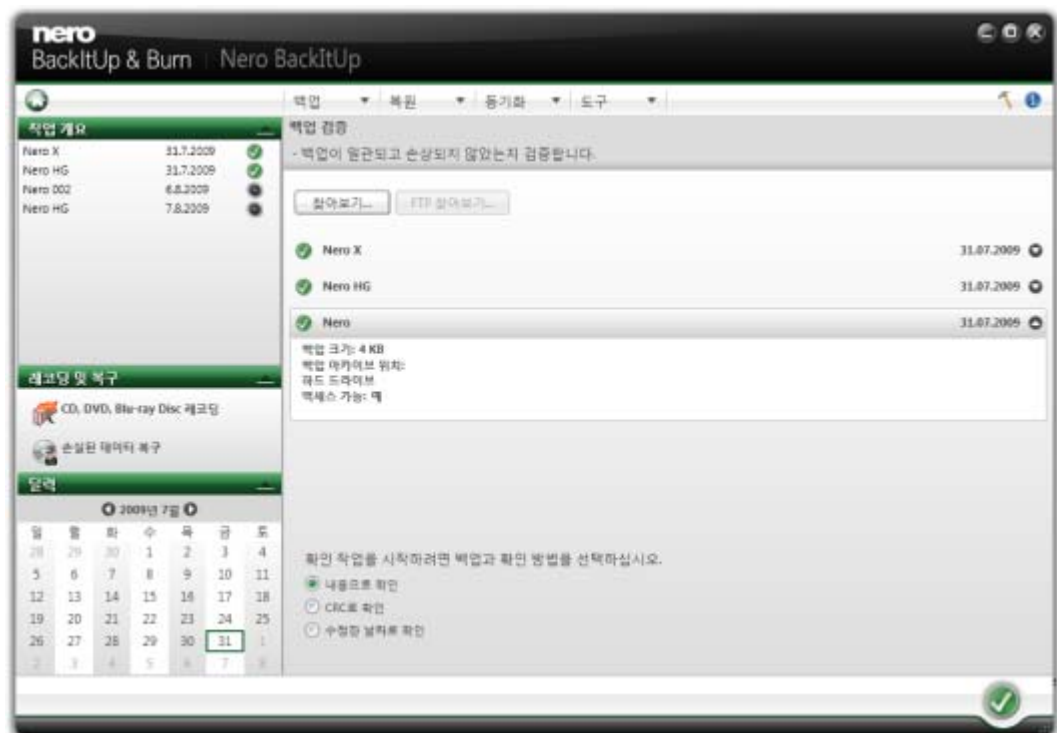 nero
BackItUp & Burn | Nero BackItUp
백업 복원 동기화 도구
작업 개요
Nero X 31.7.2009
Nero HG 31.7.2009
Nero 002 6.8.2009
Nero HG 7.8.2009
레코딩 및 복구
CD, DVD, Blu-ray Disc 레코딩
손실된 데이터 복구
달력
2009년 7월
일 월 화 수 목 금 토
28 29 30 1 2 3 4
5 6 7 8 9 10 11
12 13 14 15 16 17 18
19 20 21 22 23 24 25
26 27 28 29 30 31 1
2 3 4 5 6 7 8
백업 검증
- 백업이 일관되고 손상되지 않았는지 검증합니다.
찾아보기... FTP 찾아보기...
Nero X 31.07.2009
Nero HG 31.07.2009
Nero 31.07.2009
백업 크기: 4 KB
백업 아카이브 위치:
하드 드라이브
액세스 가능: 예
확인 작업을 시작하려면 백업과 확인 방법을 선택하십시오.
내용으로 확인
CRC로 확인
수정한 날짜로 확인